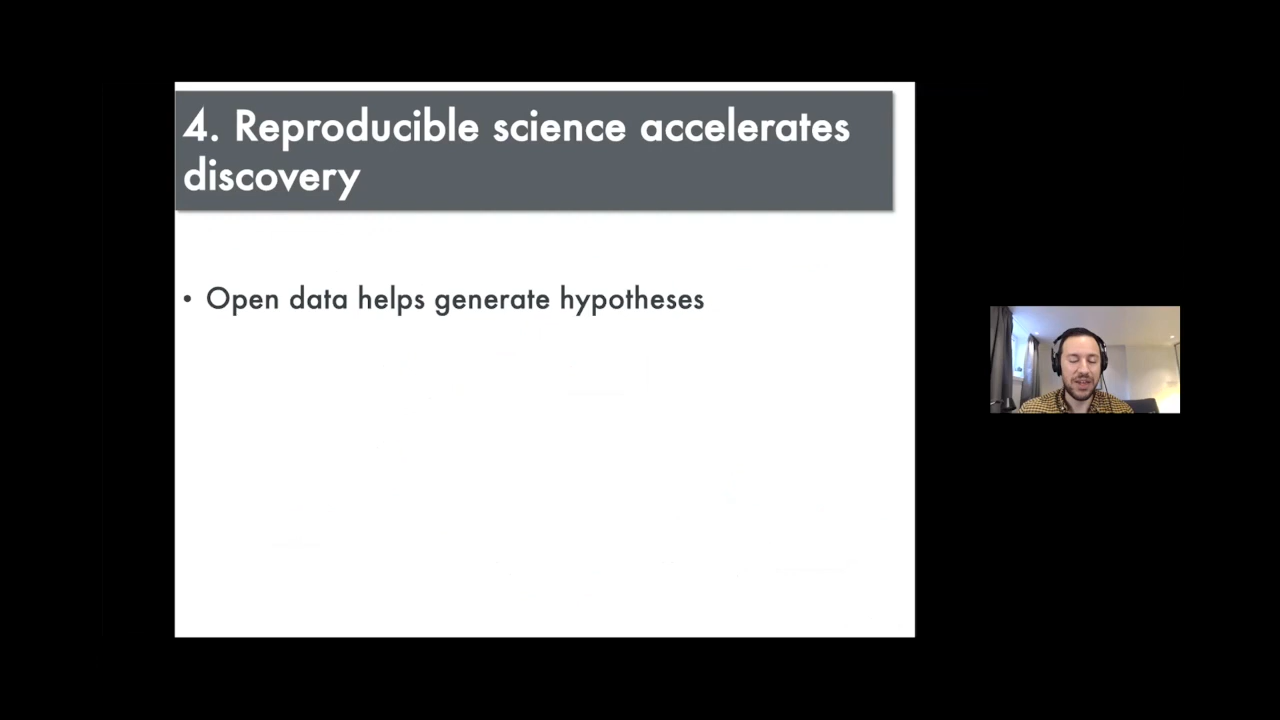 4. Reproducible science accelerates
discovery
• Open data helps generate hypotheses